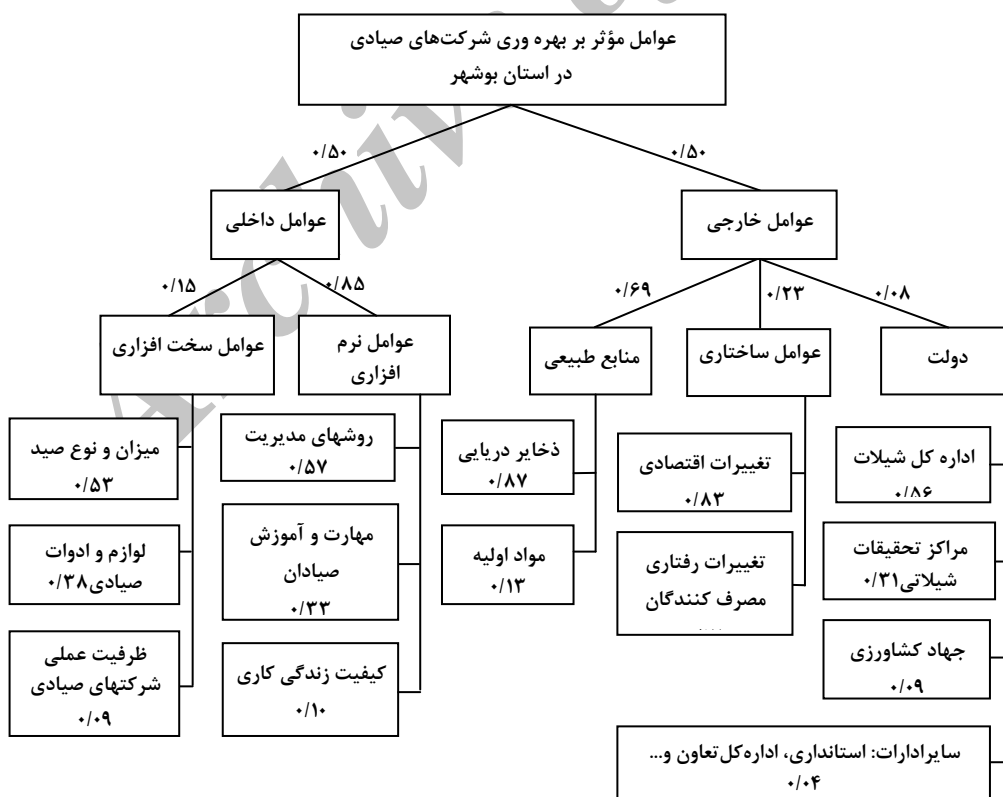 عوامل مؤثر بر بهره وری شرکت‌های صیادی
در استان بوشهر
۰/۵۰
۰/۵۰
عوامل خارجی
عوامل داخلی
۰/۰۸
۰/۲۳
۰/۶۹
۰/۸۵
۰/۱۵
دولت
عوامل ساختاری
منابع طبیعی
عوامل نرم
افزاری
عوامل سخت افزاری
اداره کل شیلات
تغییرات اقتصادی
۰/۸۳
ذخایر دریایی
۰/۸۷
روشهای مدیریت
۰/۵۷
میزان و نوع صید
۰/۵۳
مراکز تحقیقات
شیلاتی۰/۳۱
تغییرات رفتاری
مصرف کنندگان
مواد اولیه
۰/۱۳
مهارت و آموزش
صیادان
۰/۳۳
لوازم و ادوات
صیادی۰/۳۸
جهاد کشاورزی
۰/۰۹
کیفیت زندگی کاری
۰/۱۰
ظرفیت عملی
شرکتهای صیادی
۰/۰۹
سایرادارات: استانداری، اداره‌کل‌تعاون و...
۰/۰۴
Archive